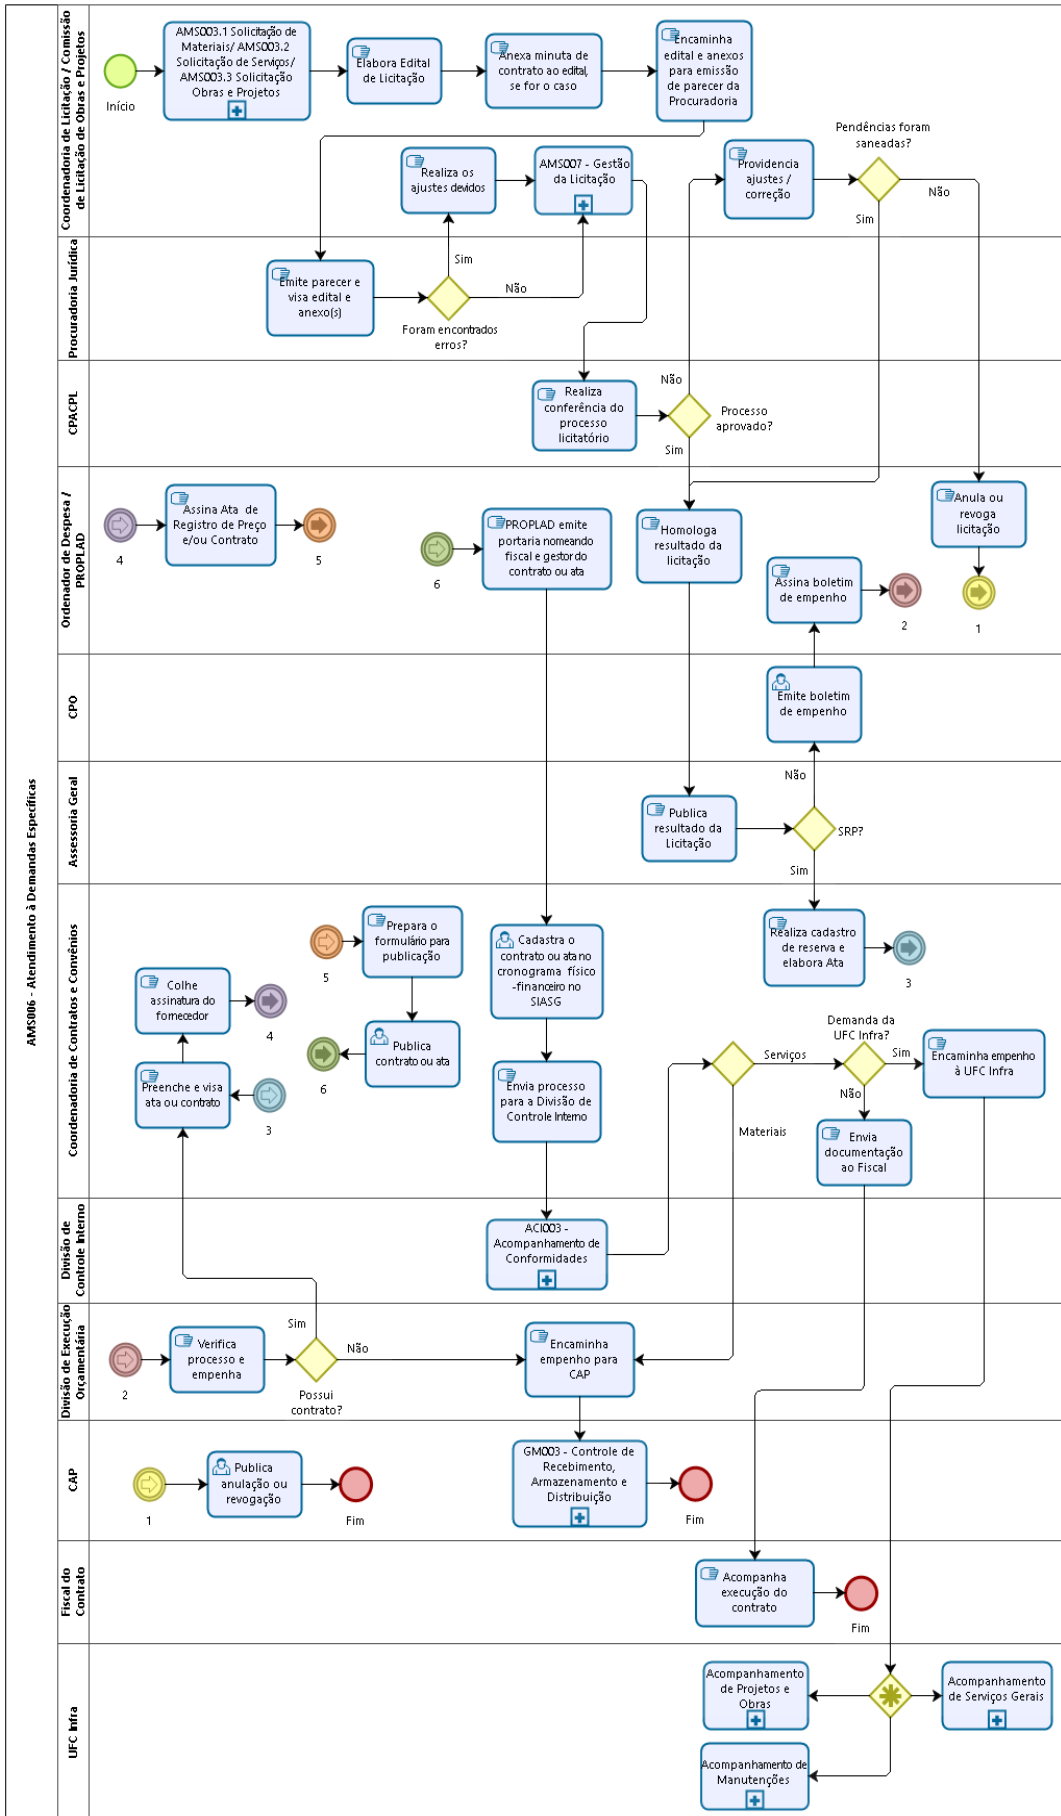 AMS006 - Atendimento à Demandas Específicas
Coordenadoria de Licitação / Comissão
de Licitação de Obras e Projetos
Início
AMS003.1 Solicitação de
Materiais/ AMS003.2
Solicitação de Serviços/
AMS003.3 Solicitação
Obras e Projetos
Elabora Edital
de Licitação
Anexa minuta de
contrato ao edital,
se for o caso
Encaminha
edital e anexos
para emissão
de parecer da
Procuradoria
Realiza os
ajustes devidos
AMS007 - Gestão
da Licitação
Providencia
ajustes /
correção
Pendências foram
saneadas?
Não
Sim
Procuradoria Jurídica
Emite parecer e
visa edital e
anexo(s)
Sim
Não
Foram encontrados
erros?
CPACPL
Realiza
conferência do
processo
licitatório
Não
Processo
aprovado?
Sim
Ordenador de Despesa /
PROPLAD
4
Assina Ata de
Registro de Preço
e/ou Contrato
5
6
PROPLAD emite
portaria nomeando
fiscal e gestor do
contrato ou ata
Homologa
resultado da
licitação
Assina boletim
de empenho
2
Anula ou
revoga
licitação
1
CPO
Emite boletim
de empenho
Assessoria Geral
Publica
resultado da
Licitação
Não
SRP?
Sim
Coordenadoria de Contratos e Convênios
Colhe
assinatura do
fornecedor
4
Preenche e visa
ata ou contrato
3
5
Prepara o
formulário para
publicação
6
Publica
contrato ou ata
Cadastra o
contrato ou ata no
cronograma físico
-financeiro no
SIASG
Envia processo
para a Divisão de
Controle Interno
Realiza cadastro
de reserva e
elabora Ata
3
Serviços
Materiais
Demanda da
UFC Infra?
Sim
Não
Encaminha empenho
à UFC Infra
Envia
documentação
ao Fiscal
Divisão de
Controle Interno
ACI003 -
Acompanhamento de
Conformidades
Divisão de Execução
Orçamentária
2
Verifica
processo e
empenha
Sim
Não
Possui
contrato?
Encaminha
empenho para
CAP
CAP
1
Publica
anulação ou
revogação
Fim
GM003 - Controle de
Recebimento,
Armazenamento e
Distribuição
Fim
Fiscal do
Contrato
Acompanha
execução do
contrato
Fim
UFC Infra
Acompanhamento
de Projetos e
Obras
Acompanhamento
de Serviços Gerais
Acompanhamento de
Manutenções